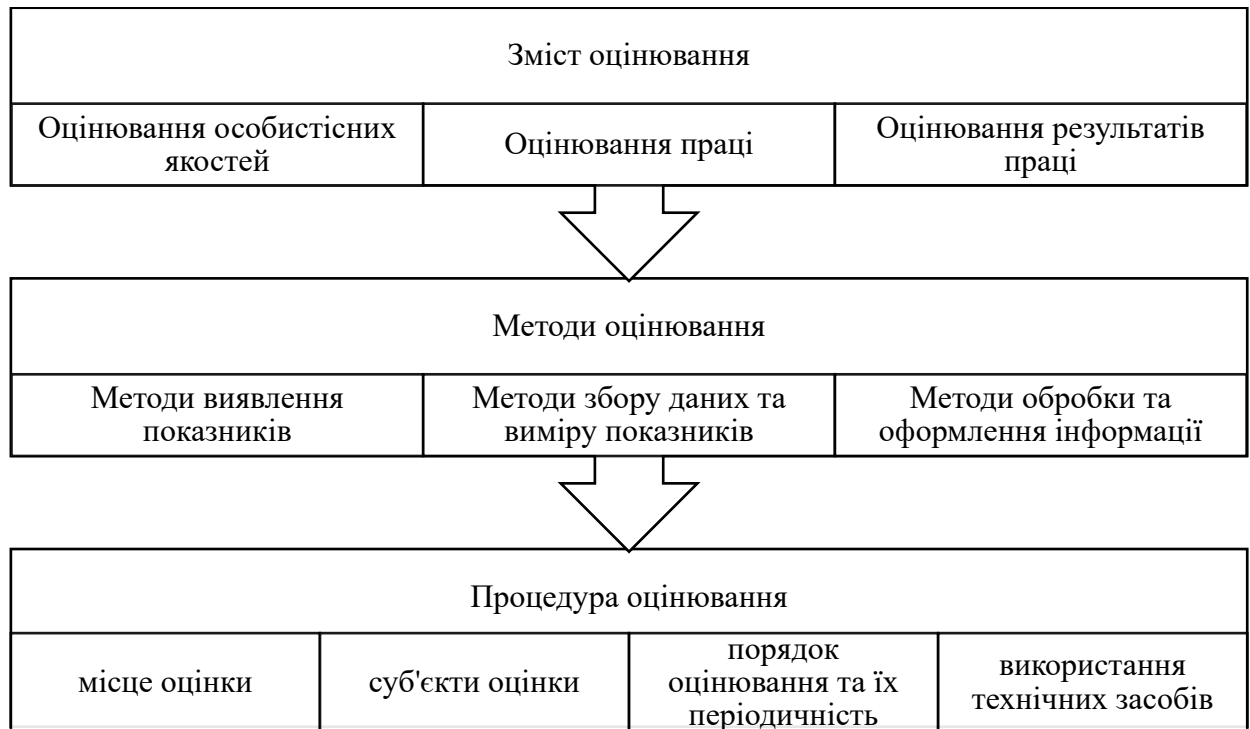 Зміст оцінювання
Оцінювання особистісних
якостей
Оцінювання праці
Оцінювання результатів
праці
Методи оцінювання
Методи виявлення
показників
Методи збору даних та
виміру показників
Методи обробки та
оформлення інформації
Процедура оцінювання
місце оцінки
суб'єкти оцінки
порядок
оцінювання та їх
періодичність
використання
технічних засобів